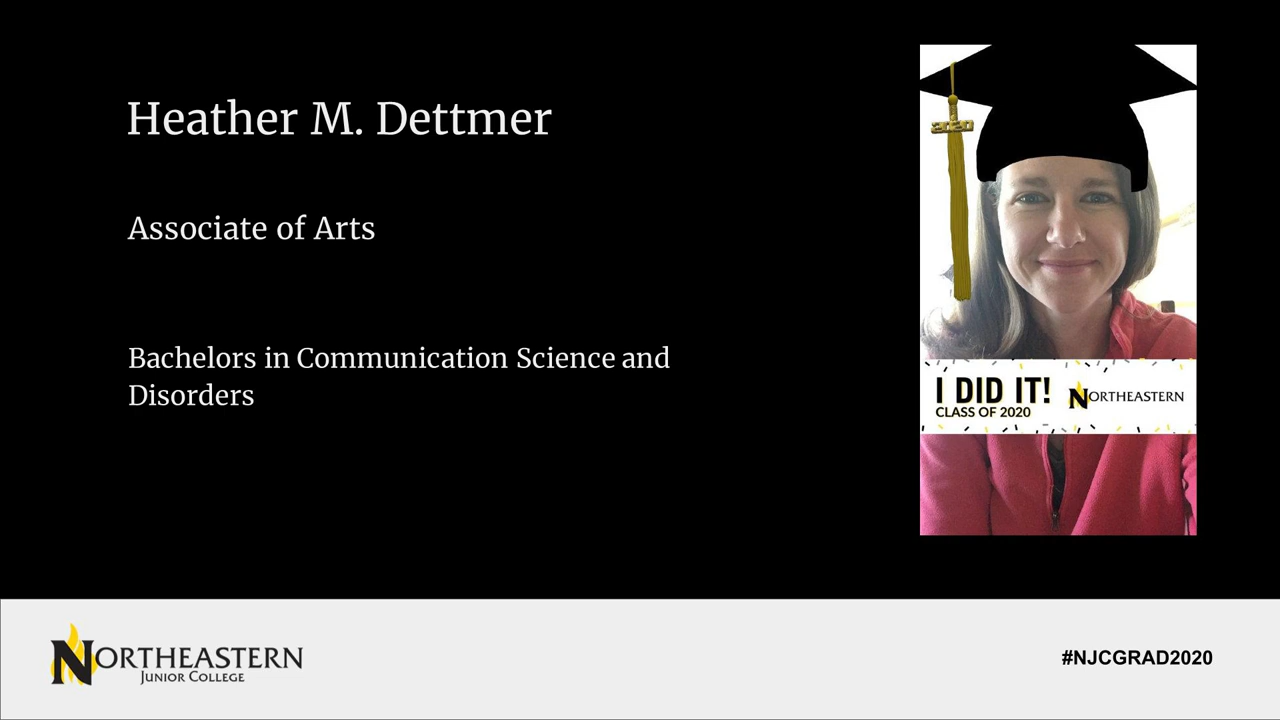 Heather M. Dettmer
Associate of Arts
Bachelors in Communication Science and
Disorders
2020
I DID IT!
CLASS OF 2020
NORTHEASTERN
NORTHEASTERN
JUNIOR COLLEGE
#NJCGRAD2020